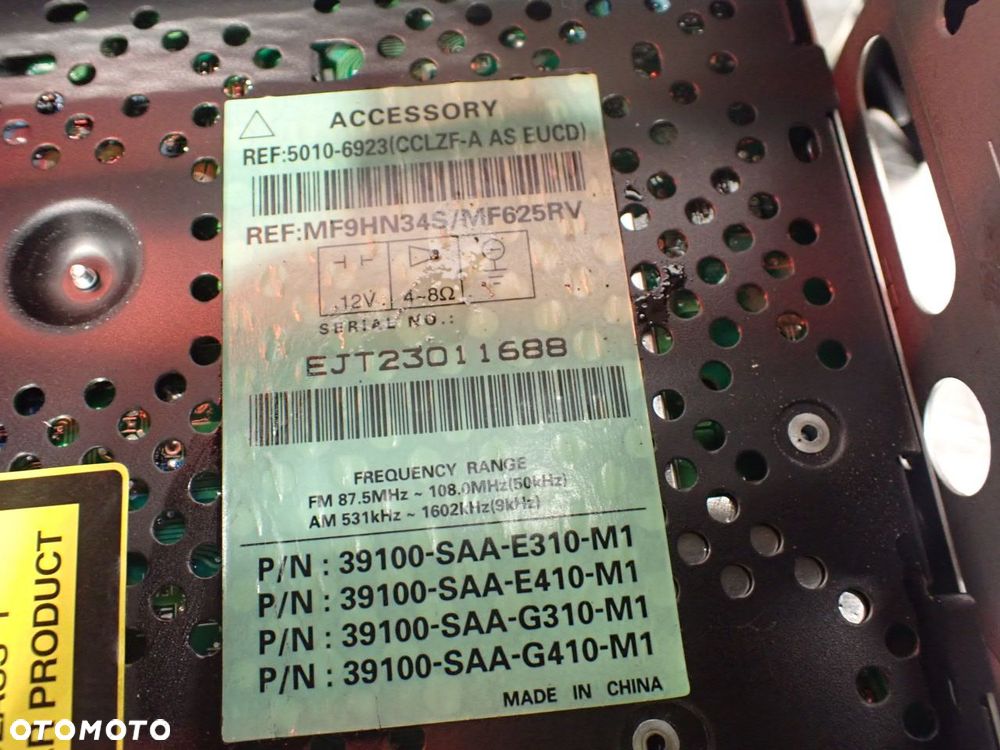 ACCESSORY
REF:5010-6923(CCLZF-A AS EUCD)
REF:MF9HN34S/MF625RV
12V 4~8Ω
SERIAL NO.:
EJT23011688
FREQUENCY RANGE
FM 87.5MHz ~ 108.0MHz(50kHz)
AM 531kHz ~ 1602kHz(9kHz)
P/N : 39100-SAA-E310-M1
P/N : 39100-SAA-E410-M1
P/N : 39100-SAA-G310-M1
P/N : 39100-SAA-G410-M1
MADE IN CHINA
PRODUCT
OTOMOTO